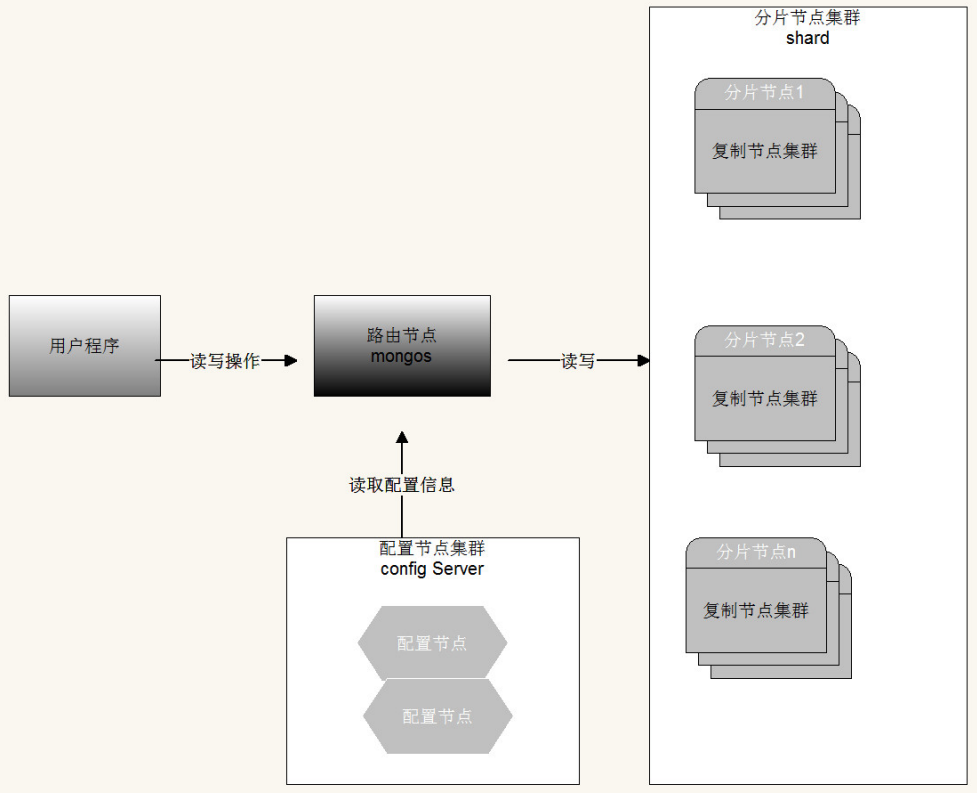 分片节点集群
shard
分片节点1
复制节点集群
用户程序
读写操作
路由节点
mongos
读写
分片节点2
复制节点集群
读取配置信息
配置节点集群
config Server
配置节点
配置节点
分片节点n
复制节点集群